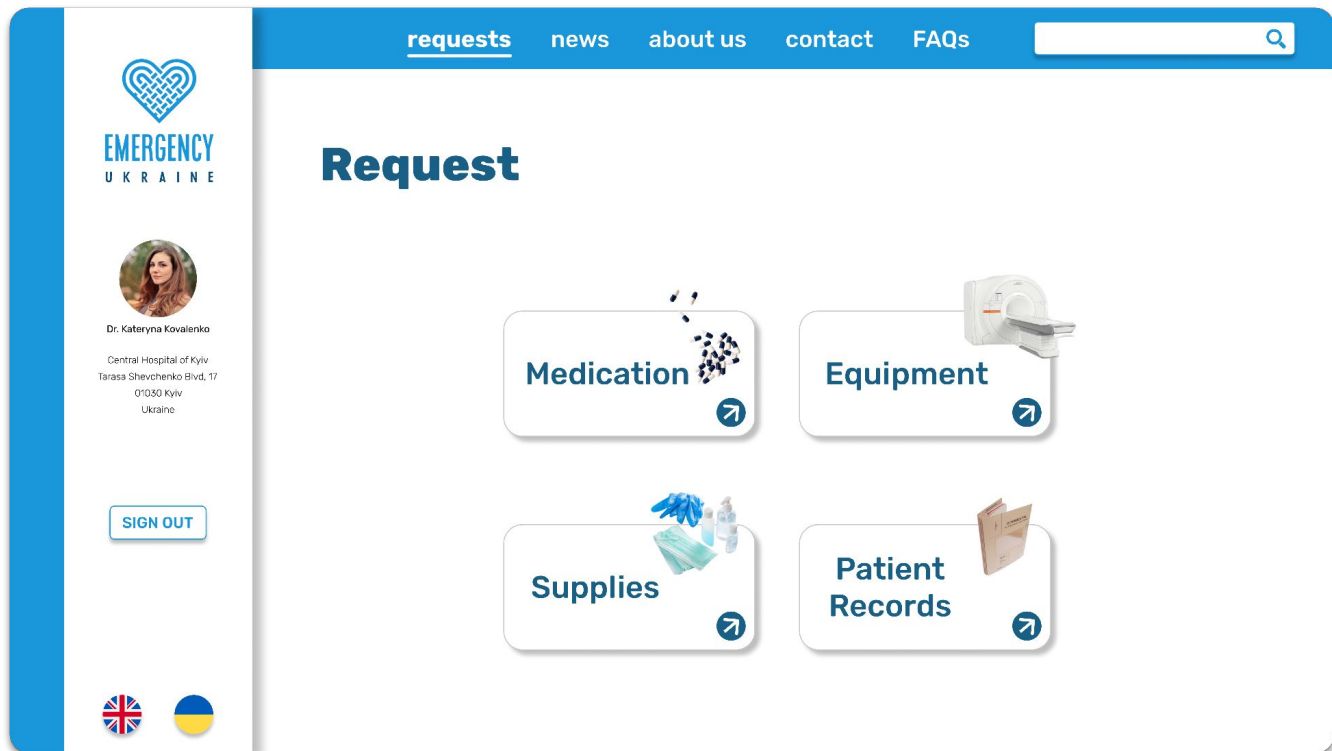 requests news about us contact FAQs
EMERGENCY
UKRAINE
Dr. Kateryna Kovalenko
Central Hospital of Kyiv
Tarasa Shevchenko Blvd, 17
01030 Kyiv
Ukraine
SIGN OUT
Request
Medication
Equipment
Supplies
Patient
Records